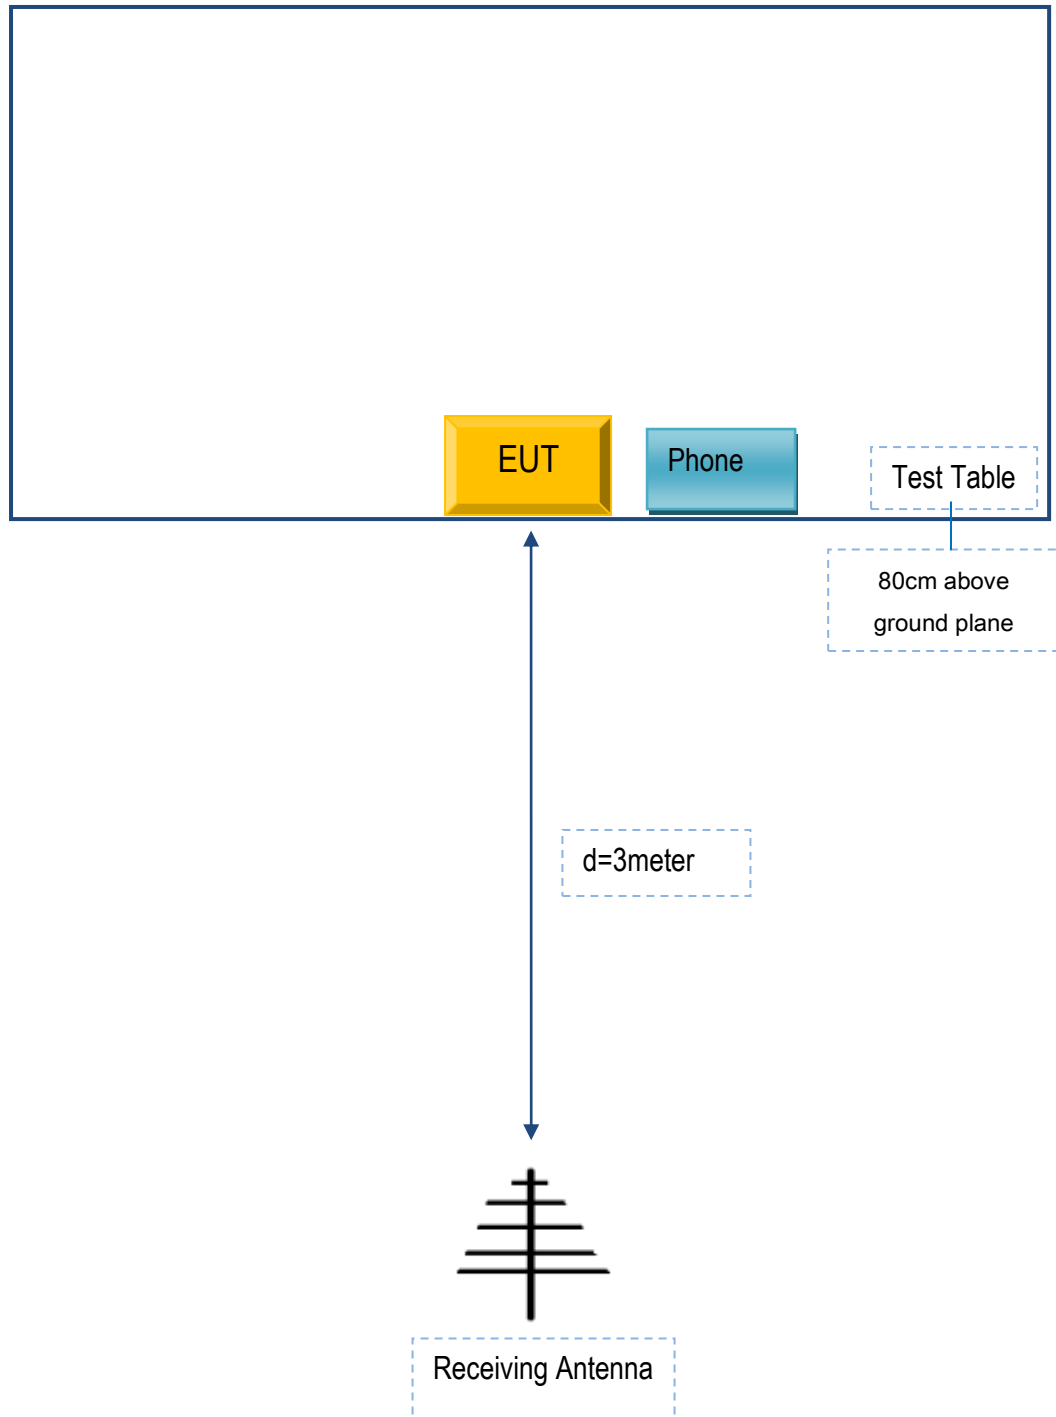 EUT
Phone
Test Table
80cm above
ground plane
d=3meter
Receiving Antenna